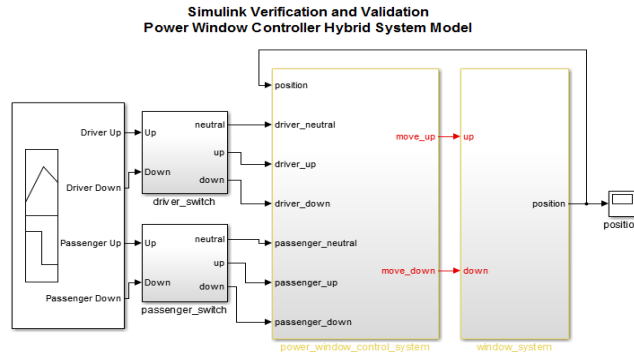 Simulink Verification and Validation
Power Window Controller Hybrid System Model
position
Driver Up
Up
neutral
driver_neutral
move_up
up
up
driver_up
Driver Down
Down
down
driver_down
driver_switch
position
position
Passenger Up
Up
neutral
passenger_neutral
up
move_down
down
Passenger Down
Down
down
passenger_up
passenger_switch
passenger_down
power_window_control_system
window_system